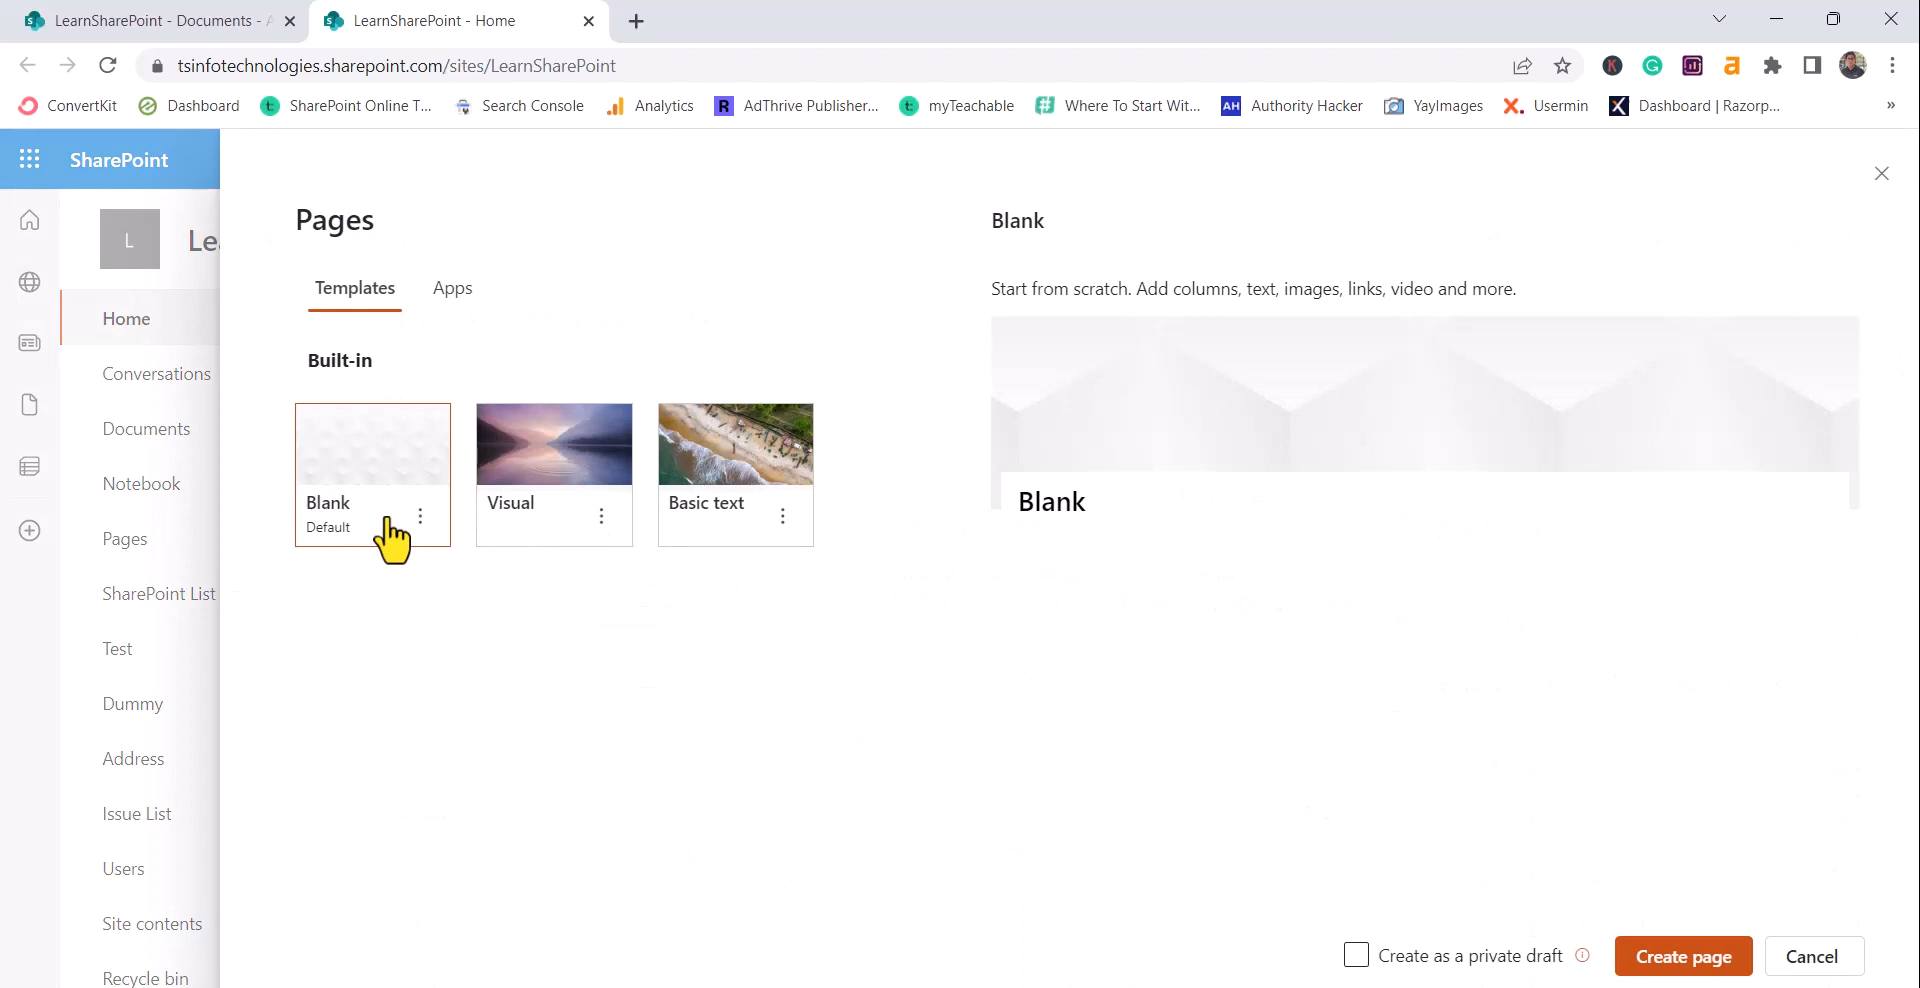 LearnSharePoint - Documents - A
LearnSharePoint - Home
tsinfotechnologies.sharepoint.com/sites/LearnSharePoint
ConvertKit
Dashboard
SharePoint Online T...
Search Console
Analytics
R
AdThrive Publisher...
myTeachable
Where To Start Wit...
AH
Authority Hacker
YayImages
Usermin
Dashboard | Razorp...
»
SharePoint
L
Le
Home
Conversations
Documents
Notebook
Pages
SharePoint List
Test
Dummy
Address
Issue List
Users
Site contents
Recycle bin
Pages
Templates
Apps
Built-in
Blank
Default
Visual
Basic text
Blank
Start from scratch. Add columns, text, images, links, video and more.
Blank
Create as a private draft
Create page
Cancel